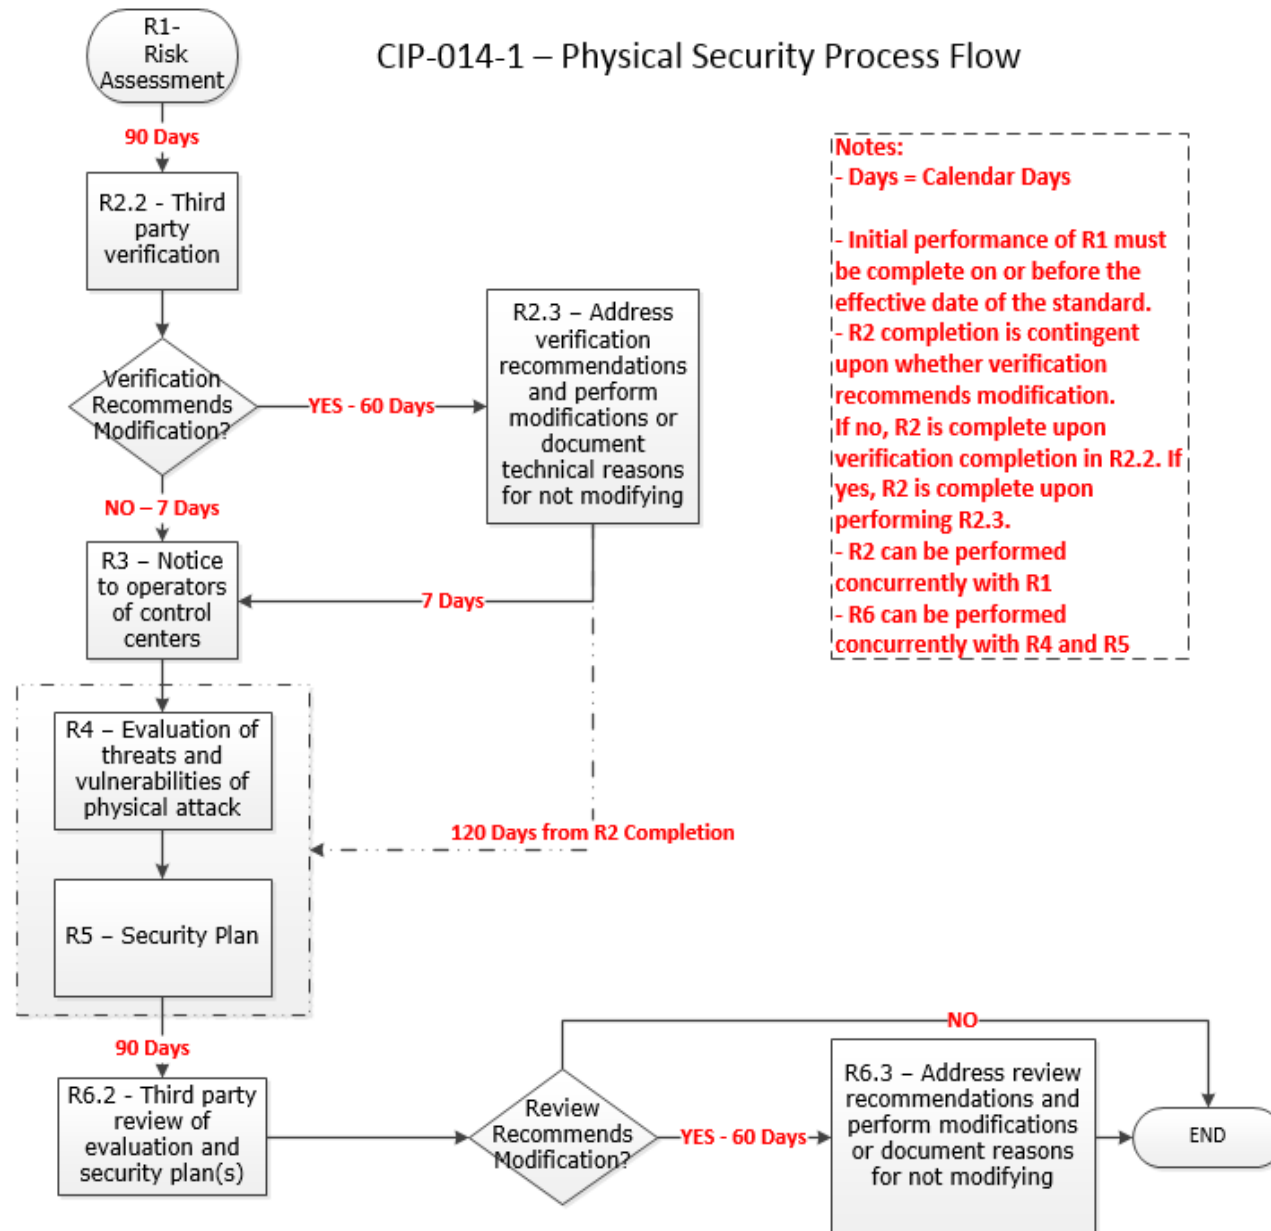 R1-
Risk
Assessment
CIP-014-1 – Physical Security Process Flow
90 Days
R2.2 - Third
party
verification
Notes:
- Days = Calendar Days
- Initial performance of R1 must
be complete on or before the
effective date of the standard.
- R2 completion is contingent
upon whether verification
recommends modification.
If no, R2 is complete upon
verification completion in R2.2. If
yes, R2 is complete upon
performing R2.3.
- R2 can be performed
concurrently with R1
- R6 can be performed
concurrently with R4 and R5
Verification
Recommends
Modification?
YES - 60 Days
R2.3 – Address
verification
recommendations
and perform
modifications or
document
technical reasons
for not modifying
NO – 7 Days
R3 – Notice
to operators
of control
centers
7 Days
R4 – Evaluation of
threats and
vulnerabilities of
physical attack
120 Days from R2 Completion
R5 – Security Plan
90 Days
R6.2 - Third party
review of
evaluation and
security plan(s)
Review
Recommends
Modification?
NO
YES - 60 Days
R6.3 – Address review
recommendations and
perform modifications
or document reasons
for not modifying
END